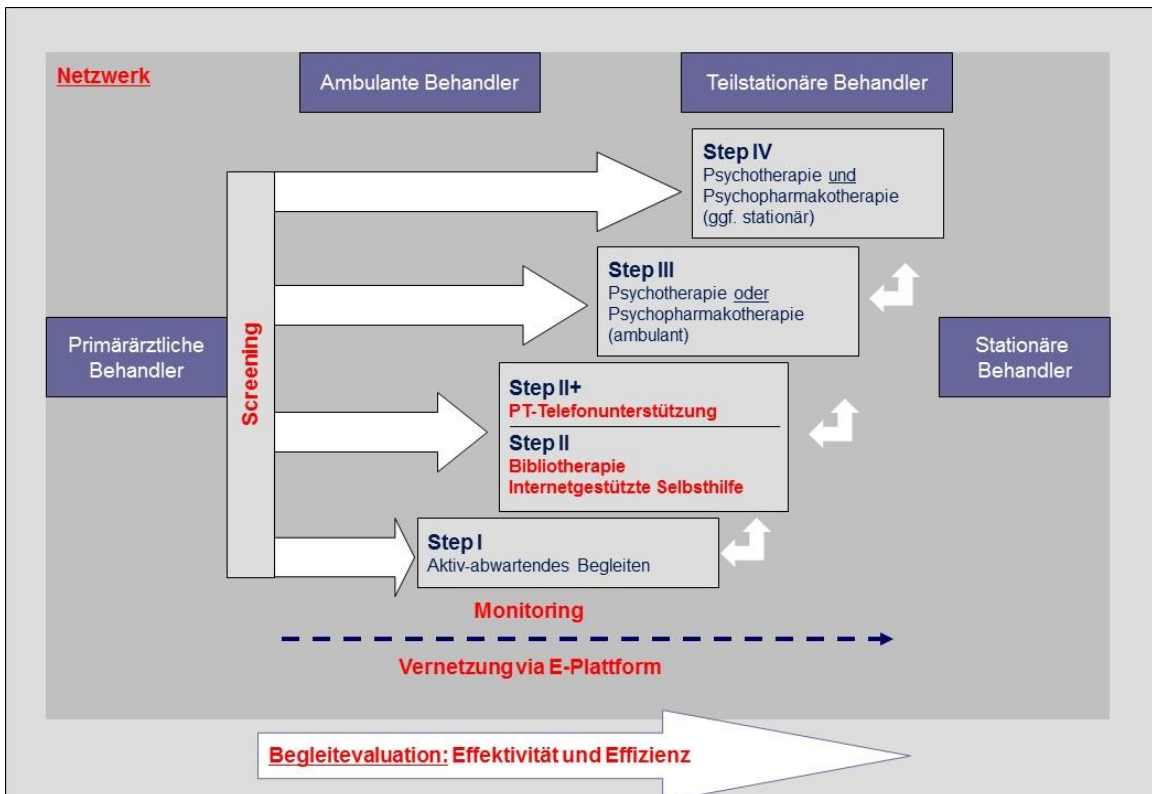 Netzwerk
Ambulante Behandler
Teilstationäre Behandler
Step IV
Psychotherapie und
Psychopharmakotherapie
(ggf. stationär)
Step III
Psychotherapie oder
Psychopharmakotherapie
(ambulant)
Primärärztliche
Behandler
Screening
Stationäre
Behandler
Step II+
PT-Telefonunterstützung
Step II
Bibliotherapie
Internetgestützte Selbsthilfe
Step I
Aktiv-abwartendes Begleiten
Monitoring
Vernetzung via E-Plattform
Begleitevaluation: Effektivität und Effizienz